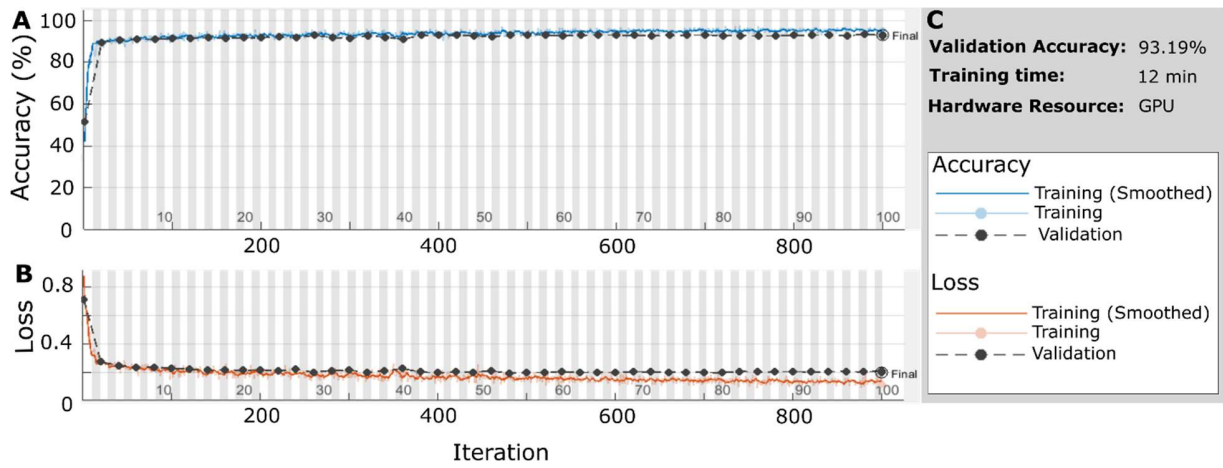 A
Accuracy (%)
100
80
60
40
20
0
10 20 30 40 50 60 70 80 90 100
200 400 600 800
Final
B
Loss
0.8
0.4
0
10 20 30 40 50 60 70 80 90 100
200 400 600 800
Final
Iteration
C
Validation Accuracy: 93.19%
Training time: 12 min
Hardware Resource: GPU
Accuracy
Training (Smoothed)
Training
Validation
Loss
Training (Smoothed)
Training
Validation